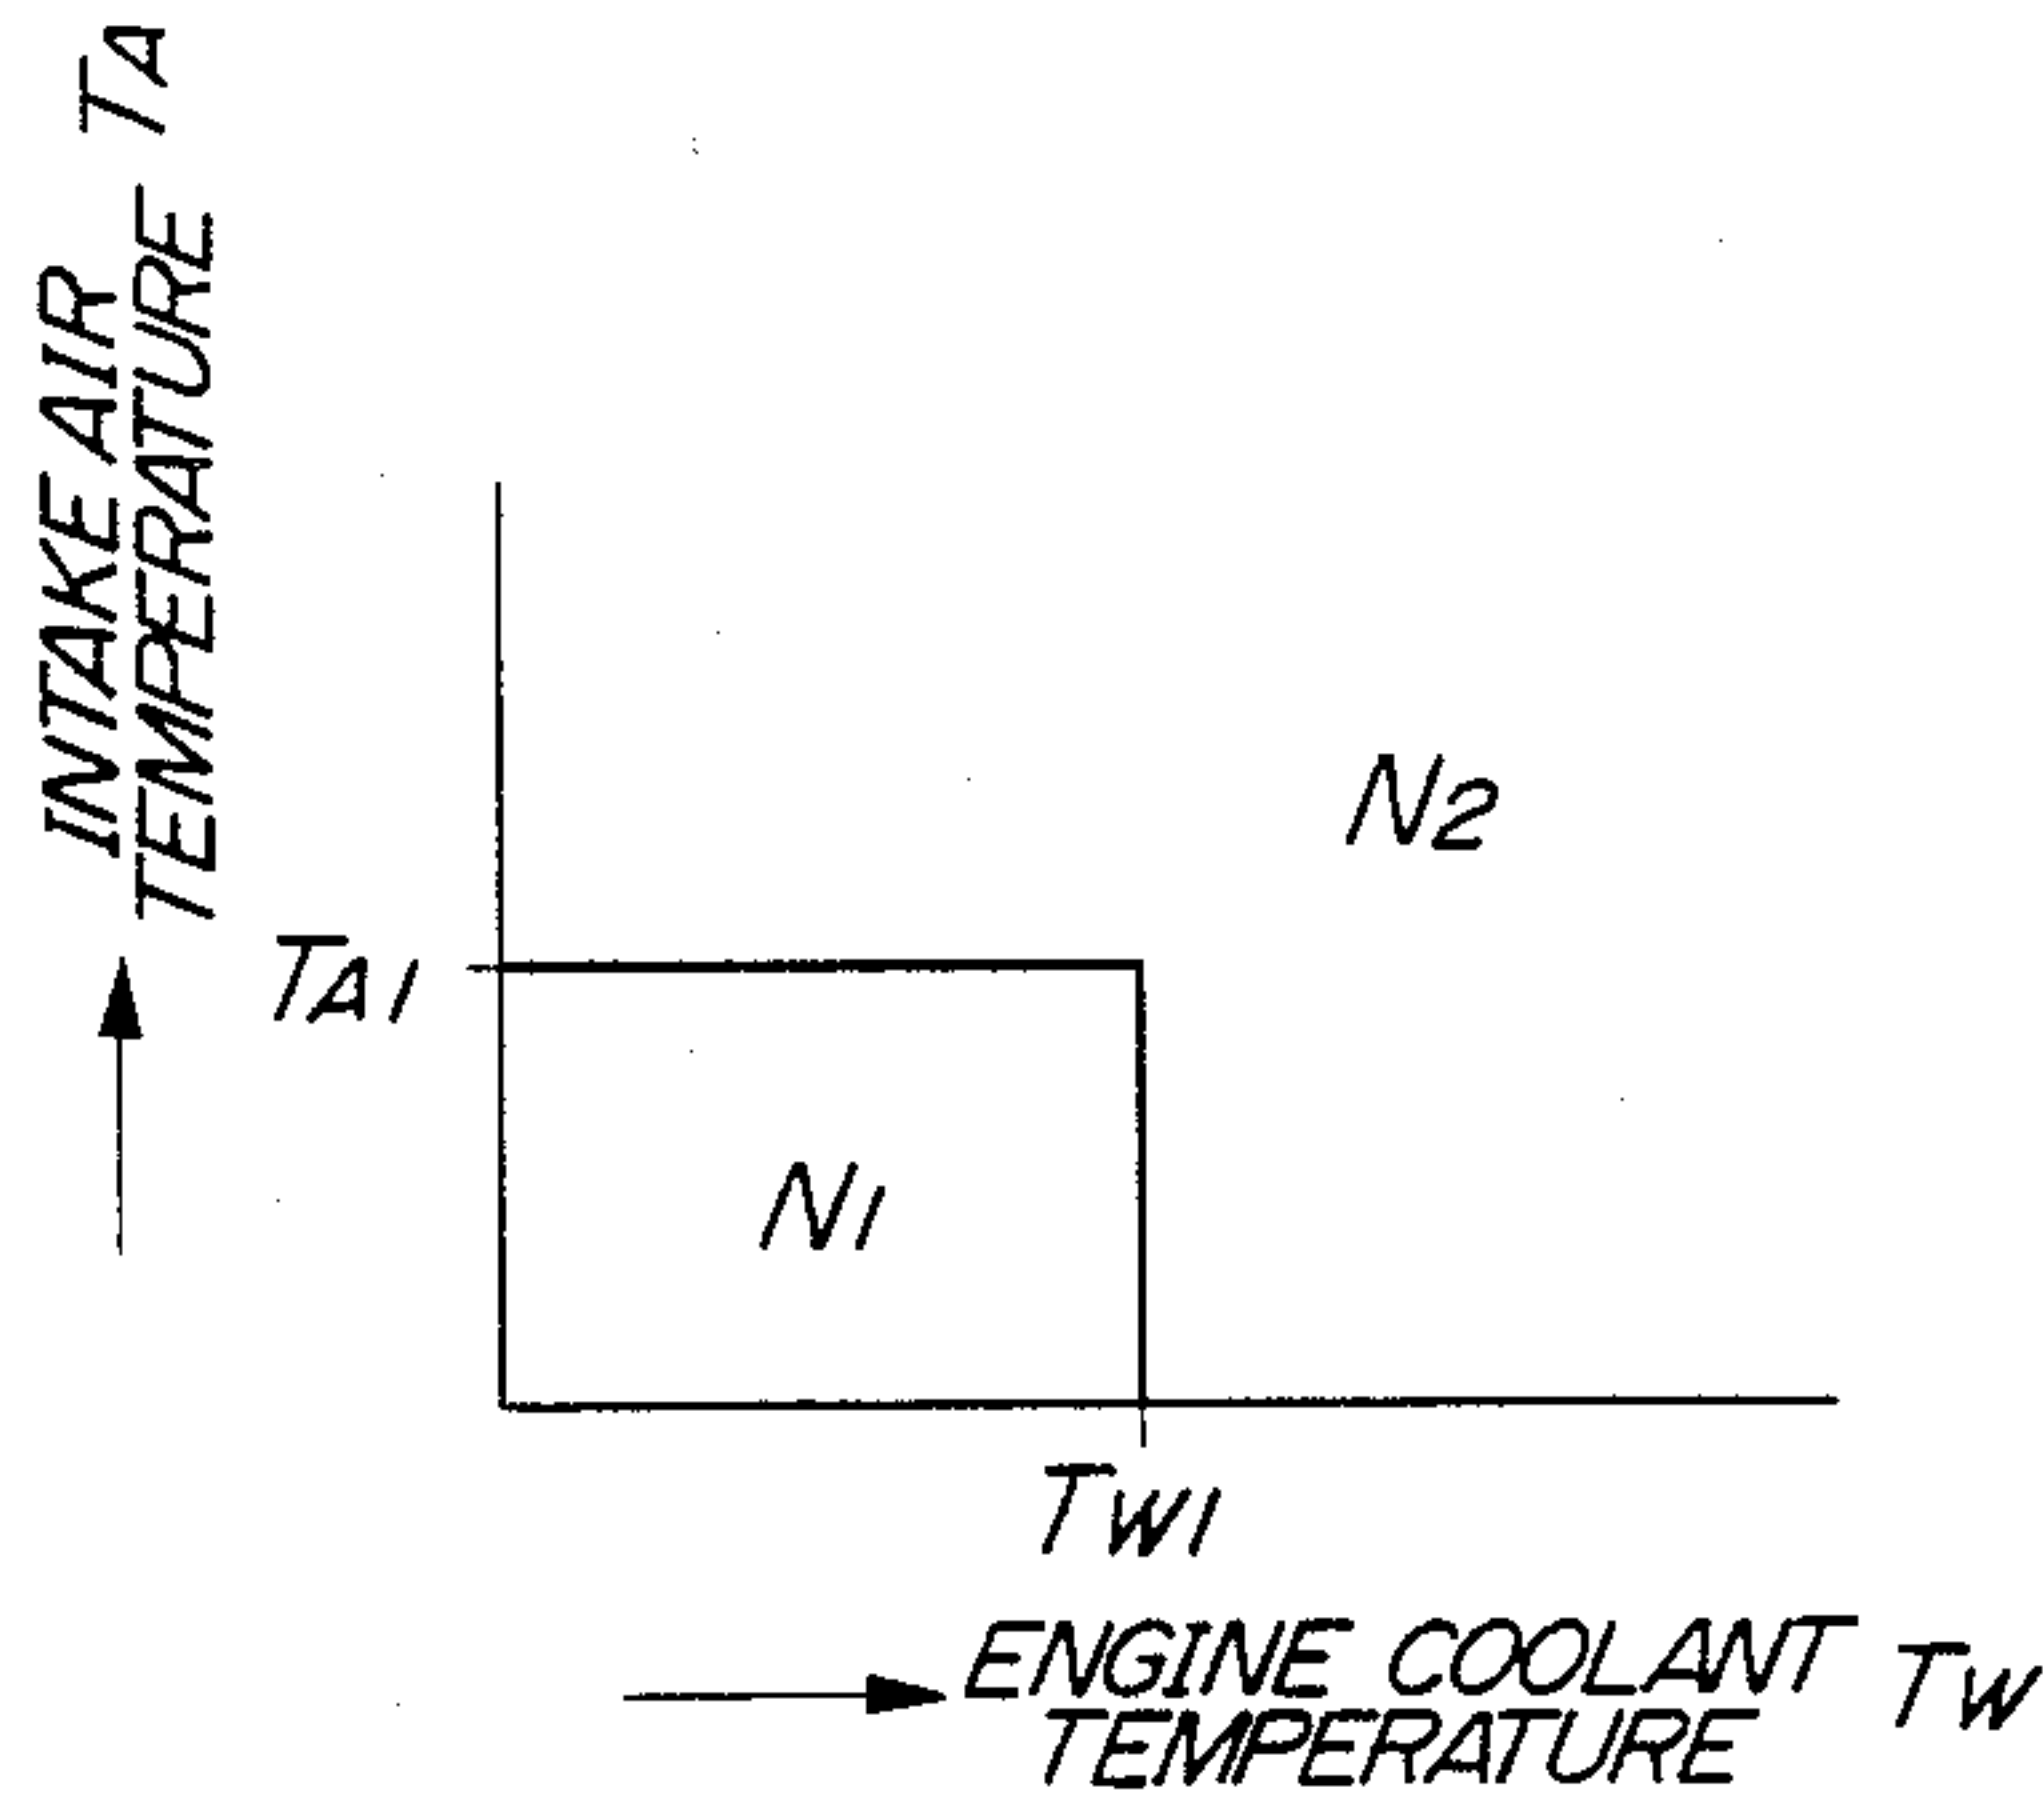 INTAKE AIR
TEMPERATURE TA
N2
TA1
N1
TW1
ENGINE COOLANT
TEMPERATURE TW